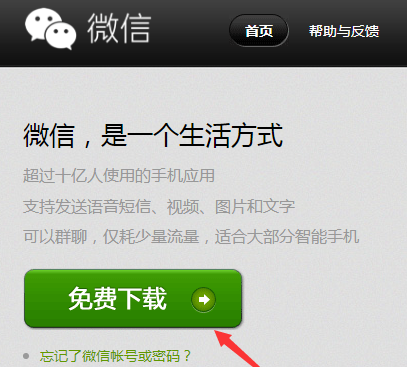 微信
首页 帮助与反馈
微信，是一个生活方式
超过十亿人使用的手机应用
支持发送语音短信、视频、图片和文字
可以群聊，仅耗少量流量，适合大部分智能手机
免费下载
忘记了微信帐号或密码？